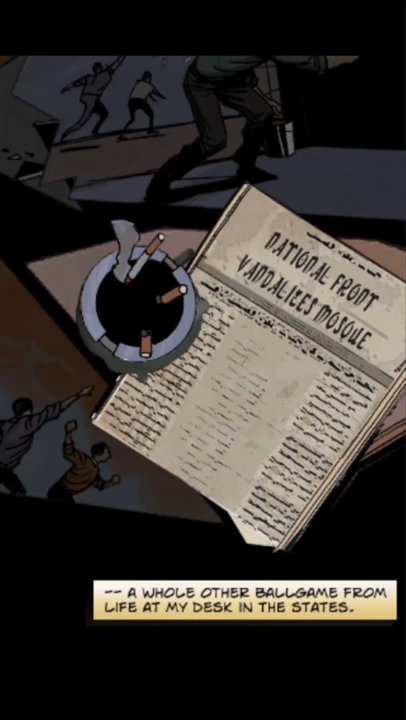 NATIONAL FRONT
VANDALIZES MOSQUE
-- A WHOLE OTHER BALLGAME FROM
LIFE AT MY DESK IN THE STATES.